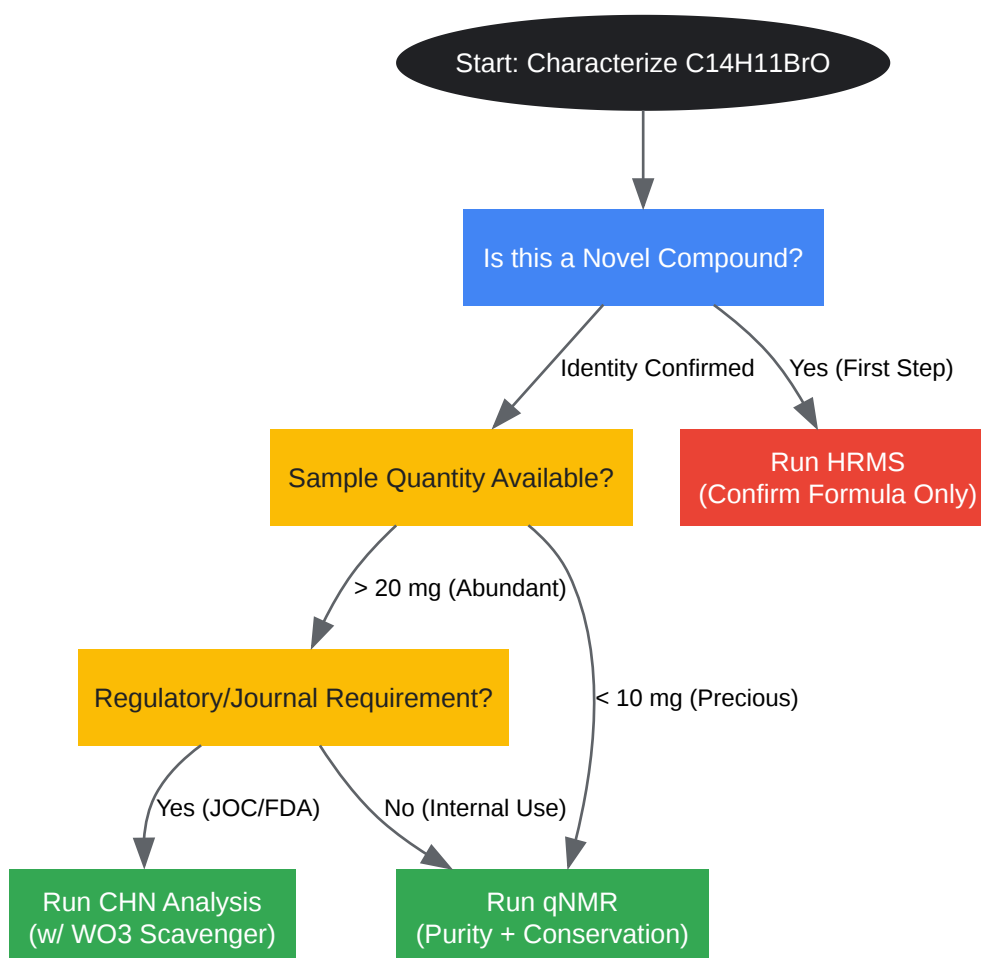 Start: Characterize C14H11BrO
Is this a Novel Compound?
Identity Confirmed
Yes (First Step)
Sample Quantity Available?
Run HRMS
(Confirm Formula Only)
> 20 mg (Abundant)
Regulatory/Journal Requirement?
< 10 mg (Precious)
Yes (JOC/FDA)
No (Internal Use)
Run CHN Analysis
(w/ WO3 Scavenger)
Run qNMR
(Purity + Conservation)